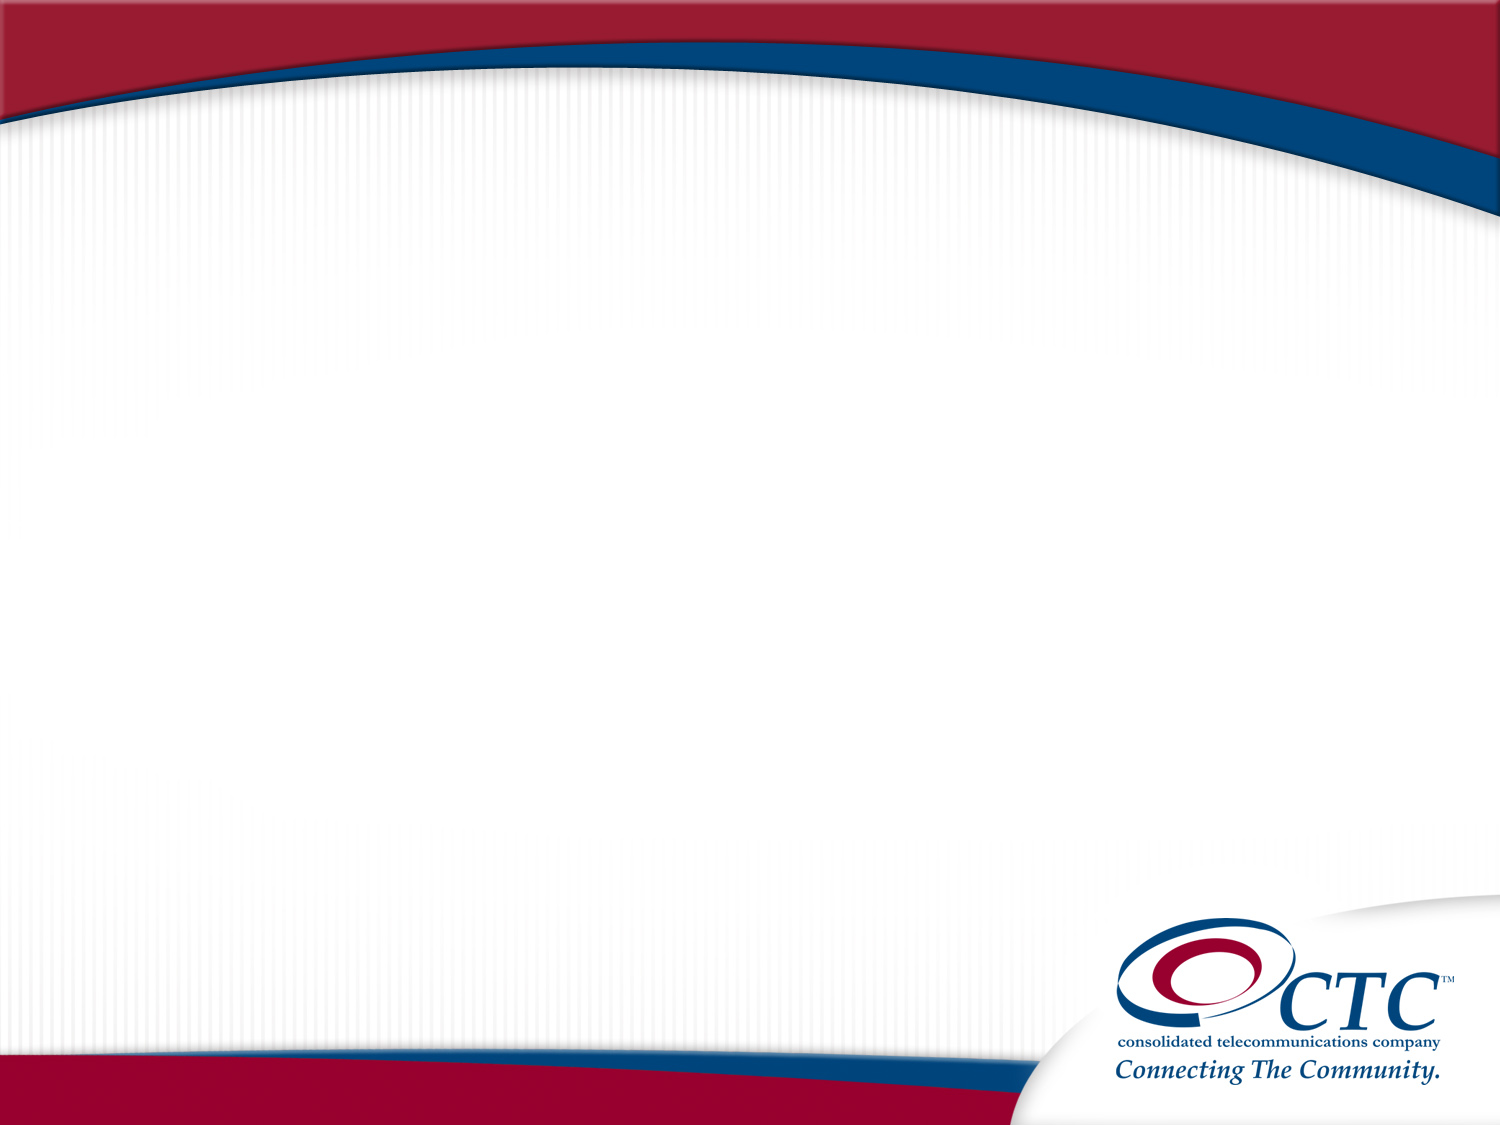 CTC™
consolidated telecommunications company
Connecting The Community.